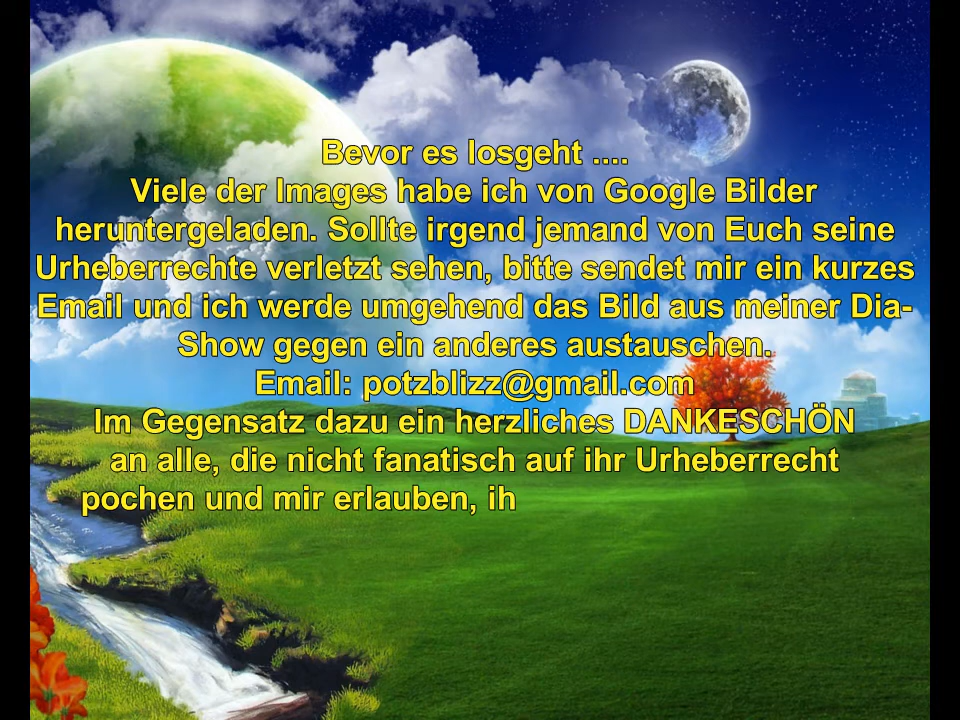 Bevor es losgeht ....
Viele der Images habe ich von Google Bilder
heruntergeladen. Sollte irgend jemand von Euch seine
Urheberrechte verletzt sehen, bitte sendet mir ein kurzes
Email und ich werde umgehend das Bild aus meiner Dia-
Show gegen ein anderes austauschen.
Email: potzblizz@gmail.com
Im Gegensatz dazu ein herzliches DANKESCHÖN
an alle, die nicht fanatisch auf ihr Urheberrecht
pochen und mir erlauben, ih